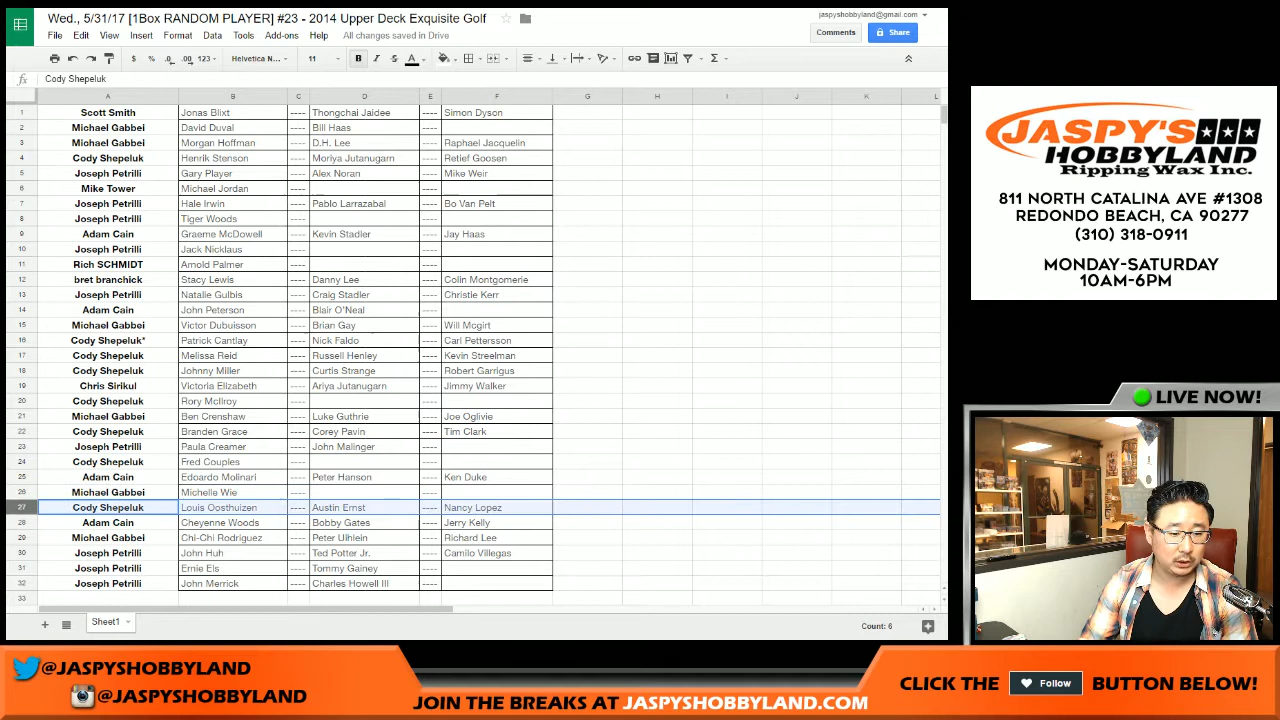 Wed., 5/31/17 [1Box RANDOM PLAYER] #23 - 2014 Upper Deck Exquisite Golf
jaspyshobbyland@gmail.com
File Edit View Insert Format Data Tools Add-ons Help All changes saved in Drive
Comments Share
$ % .0 .00 123 Helvetica N... 11 B I S A
fx Cody Shepeluk
A B C D E F G H I J K L
1 Scott Smith Jonas Blixt ---- Thongchai Jaidee ---- Simon Dyson
2 Michael Gabbei David Duval ---- Bill Haas ----
3 Michael Gabbei Morgan Hoffman ---- D.H. Lee ---- Raphael Jacquelin
4 Cody Shepeluk Henrik Stenson ---- Moriya Jutanugarn ---- Retief Goosen
5 Joseph Petrilli Gary Player ---- Alex Noran ---- Mike Weir
6 Mike Tower Michael Jordan ---- ----
7 Joseph Petrilli Hale Irwin ---- Pablo Larrazabal ---- Bo Van Pelt
8 Joseph Petrilli Tiger Woods ---- ----
9 Adam Cain Graeme McDowell ---- Kevin Stadler ---- Jay Haas
10 Joseph Petrilli Jack Nicklaus ---- ----
11 Rich SCHMIDT Arnold Palmer ---- ----
12 bret branchick Stacy Lewis ---- Danny Lee ---- Colin Montgomerie
13 Joseph Petrilli Natalie Gulbis ---- Craig Stadler ---- Christie Kerr
14 Adam Cain John Peterson ---- Blair O'Neal ----
15 Michael Gabbei Victor Dubuisson ---- Brian Gay ---- Will Mcgirt
16 Cody Shepeluk* Patrick Cantlay ---- Nick Faldo ---- Carl Pettersson
17 Cody Shepeluk Melissa Reid ---- Russell Henley ---- Kevin Streelman
18 Cody Shepeluk Johnny Miller ---- Curtis Strange ---- Robert Garrigus
19 Chris Sirikul Victoria Elizabeth ---- Ariya Jutanugarn ---- Jimmy Walker
20 Cody Shepeluk Rory McIlroy ---- ----
21 Michael Gabbei Ben Crenshaw ---- Luke Guthrie ---- Joe Oglivie
22 Cody Shepeluk Branden Grace ---- Corey Pavin ---- Tim Clark
23 Joseph Petrilli Paula Creamer ---- John Malinger ----
24 Cody Shepeluk Fred Couples ---- ----
25 Adam Cain Edoardo Molinari ---- Peter Hanson ---- Ken Duke
26 Michael Gabbei Michelle Wie ---- ----
27 Cody Shepeluk Louis Oosthuizen ---- Austin Ernst ---- Nancy Lopez
28 Adam Cain Cheyenne Woods ---- Bobby Gates ---- Jerry Kelly
29 Michael Gabbei Chi-Chi Rodriguez ---- Peter Uihlein ---- Richard Lee
30 Joseph Petrilli John Huh ---- Ted Potter Jr. ---- Camilo Villegas
31 Joseph Petrilli Ernie Els ---- Tommy Gainey ----
32 Joseph Petrilli John Merrick ---- Charles Howell III ----
33
Sheet1
Count: 6
JASPY'S
HOBBYLAND
Ripping Wax Inc.
811 NORTH CATALINA AVE #1308
REDONDO BEACH, CA 90277
(310) 318-0911
MONDAY-SATURDAY
10AM-6PM
LIVE NOW!
@JASPYSHOBBYLAND
@JASPYSHOBBYLAND
JOIN THE BREAKS AT JASPYSHOBBYLAND.COM
CLICK THE Follow BUTTON BELOW!